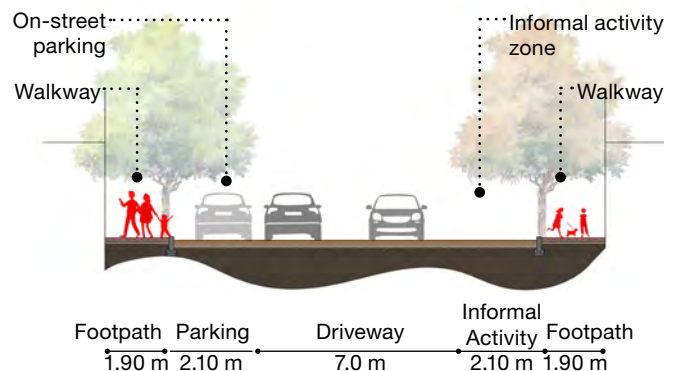 On-street
parking
Walkway
Informal activity
zone
Walkway
Footpath
Parking
Driveway
Informal
Activity
Footpath
1.90 m
2.10 m
7.0 m
2.10 m
1.90 m